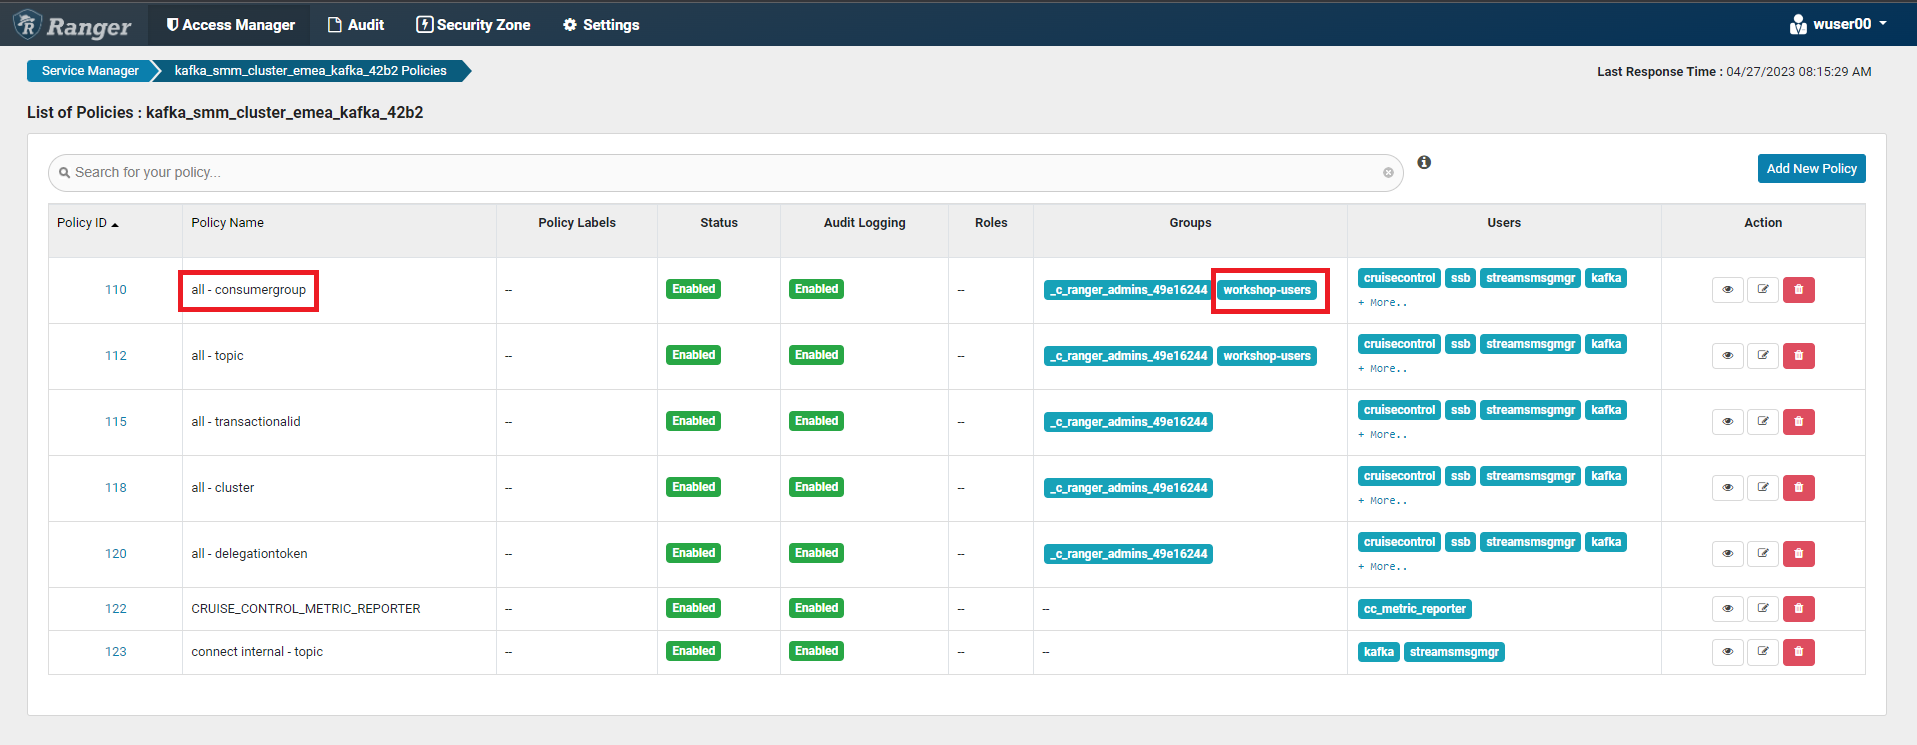 Ranger Access Manager Audit Security Zone Settings wuser00
Service Manager kafka_smm_cluster_emea_kafka_42b2 Policies Last Response Time : 04/27/2023 08:15:29 AM
List of Policies : kafka_smm_cluster_emea_kafka_42b2
Search for your policy... Add New Policy
Policy ID Policy Name Policy Labels Status Audit Logging Roles Groups Users Action
110 all - consumergroup -- Enabled Enabled -- _c_ranger_admins_49e16244 workshop-users cruisecontrol ssb streamsmsgmgr kafka
+ More..
112 all - topic -- Enabled Enabled -- _c_ranger_admins_49e16244 workshop-users cruisecontrol ssb streamsmsgmgr kafka
+ More..
115 all - transactionalid -- Enabled Enabled -- _c_ranger_admins_49e16244 cruisecontrol ssb streamsmsgmgr kafka
+ More..
118 all - cluster -- Enabled Enabled -- _c_ranger_admins_49e16244 cruisecontrol ssb streamsmsgmgr kafka
+ More..
120 all - delegationtoken -- Enabled Enabled -- _c_ranger_admins_49e16244 cruisecontrol ssb streamsmsgmgr kafka
+ More..
122 CRUISE_CONTROL_METRIC_REPORTER -- Enabled Enabled -- -- cc_metric_reporter
123 connect internal - topic -- Enabled Enabled -- -- kafka streamsmsgmgr